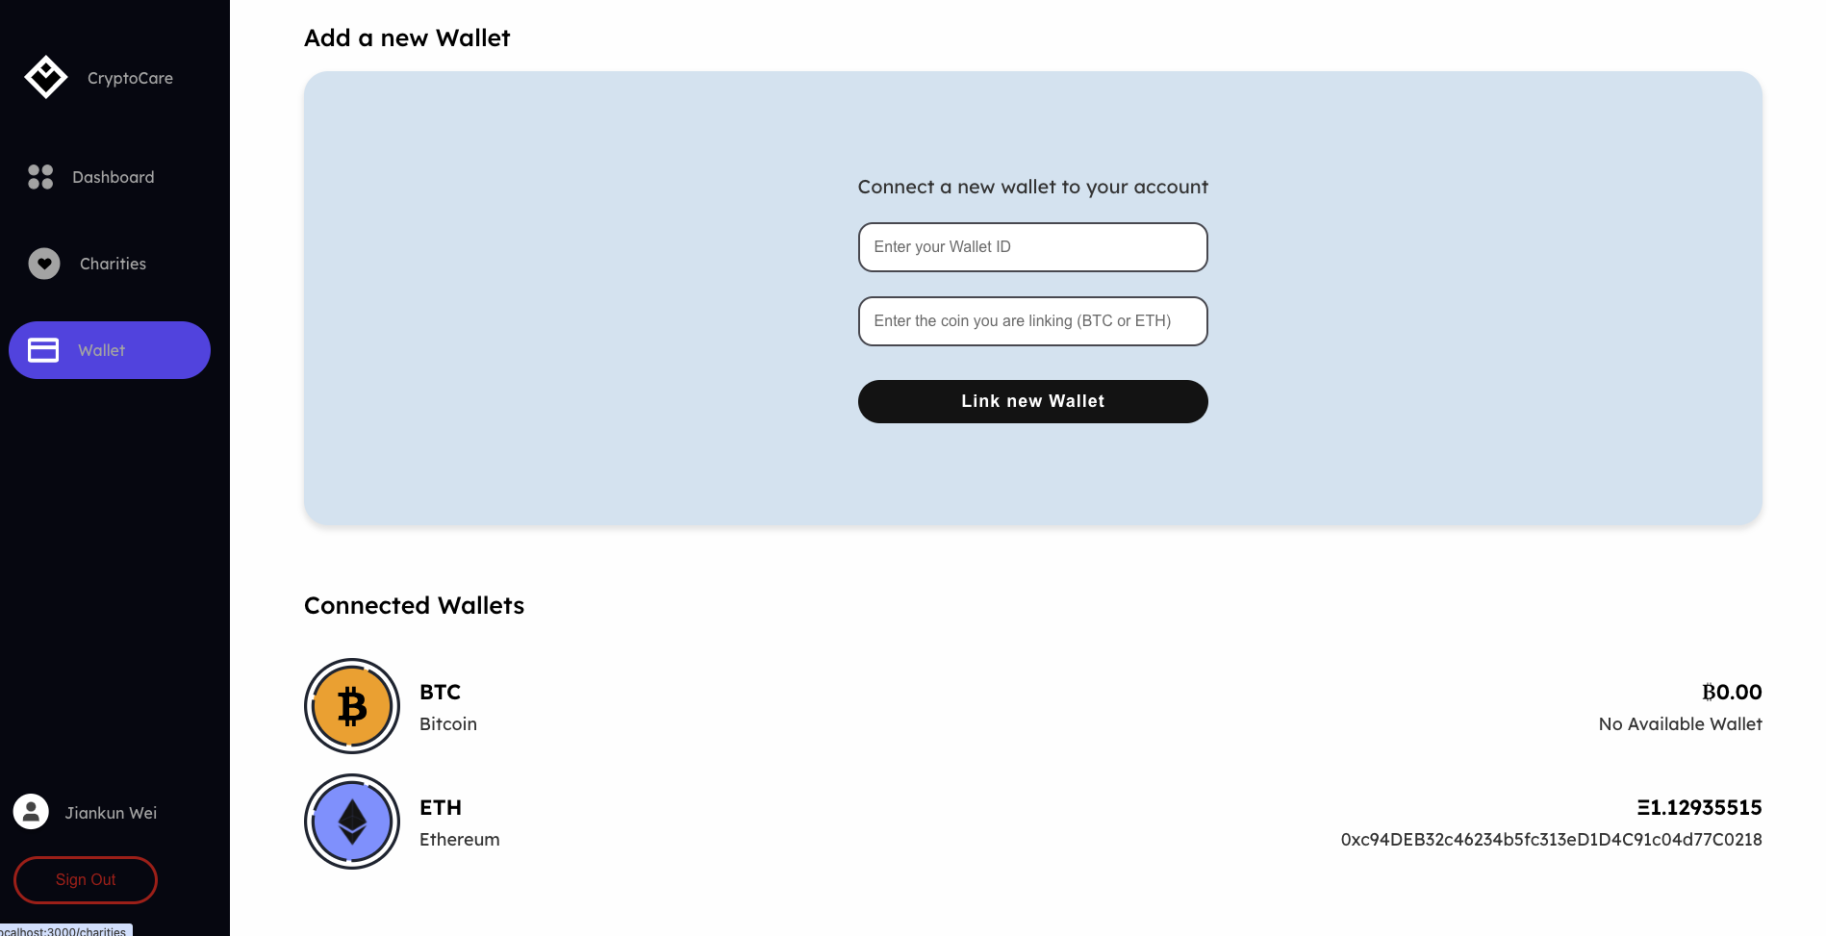 CryptoCare
Dashboard
Charities
Wallet
Jiankun Wei
Sign Out
ocalhost:3000/charities
Add a new Wallet
Connect a new wallet to your account
Enter your Wallet ID
Enter the coin you are linking (BTC or ETH)
Link new Wallet
Connected Wallets
BTC
Bitcoin
₿0.00
No Available Wallet
ETH
Ethereum
Ξ1.12935515
0xc94DEB32c46234b5fc313eD1D4C91c04d77C0218